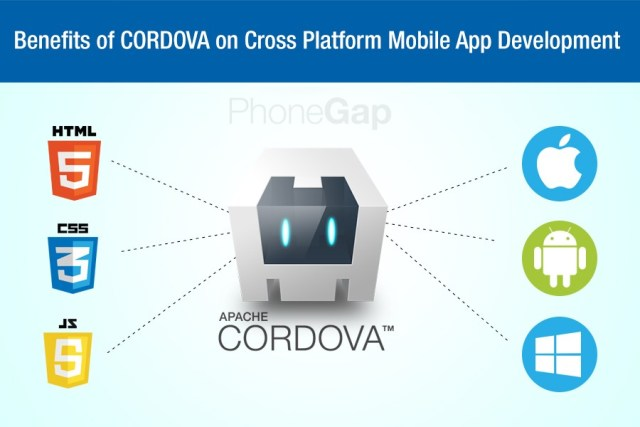 Benefits of CORDOVA on Cross Platform Mobile App Development
PhoneGap
HTML
5
CSS
3
JS
5
APACHE
CORDOVA™